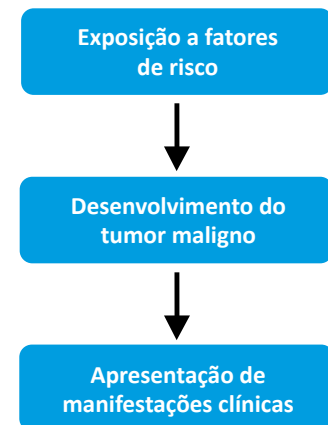 Exposição a fatores
de risco
Desenvolvimento do
tumor maligno
Apresentação de
manifestações clínicas